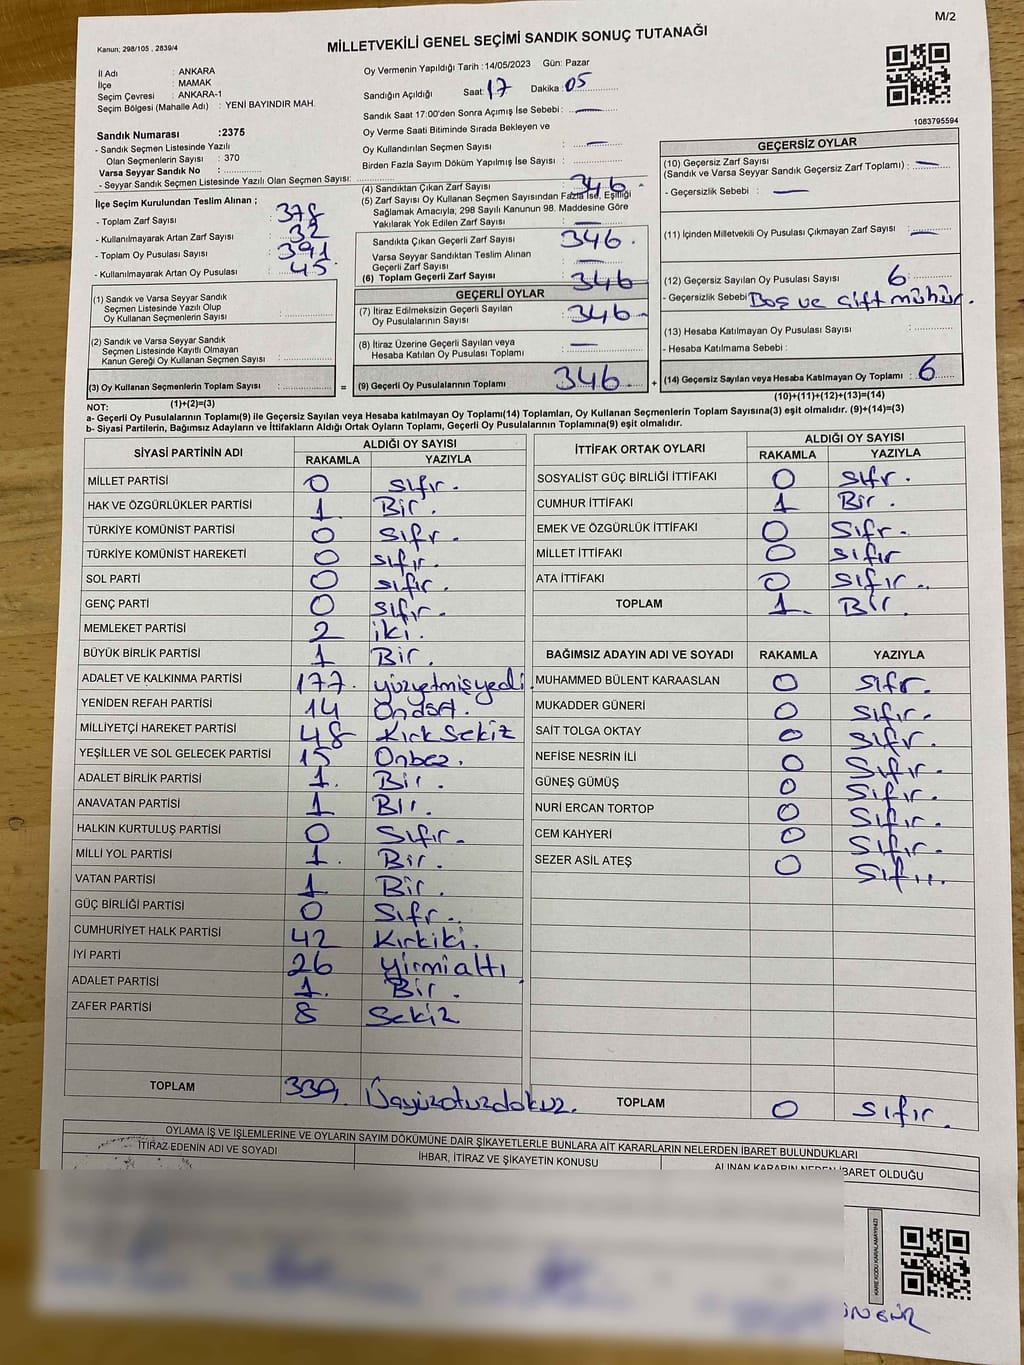 M/2
Kanun: 298/105 , 2839/4
MİLLETVEKİLİ GENEL SEÇİMİ SANDIK SONUÇ TUTANAĞI
İl Adı : ANKARA
İlçe : MAMAK
Seçim Çevresi : ANKARA-1
Seçim Bölgesi (Mahalle Adı) : YENİ BAYINDIR MAH.
Sandık Numarası :2375
- Sandık Seçmen Listesinde Yazılı
Olan Seçmenlerin Sayısı : 370
Varsa Seyyar Sandık No :
- Seyyar Sandık Seçmen Listesinde Yazılı Olan Seçmen Sayısı:
İlçe Seçim Kurulundan Teslim Alınan ;
- Toplam Zarf Sayısı : 378
- Kullanılmayarak Artan Zarf Sayısı : 32
- Toplam Oy Pusulası Sayısı : 391
- Kullanılmayarak Artan Oy Pusulası : 45
(1) Sandık ve Varsa Seyyar Sandık
Seçmen Listesinde Yazılı Olup
Oy Kullanan Seçmenlerin Sayısı :
(2) Sandık ve Varsa Seyyar Sandık
Seçmen Listesinde Kayıtlı Olmayan
Kanun Gereği Oy Kullanan Seçmen Sayısı :
(3) Oy Kullanan Seçmenlerin Toplam Sayısı :
(1)+(2)=(3)
Oy Vermenin Yapıldığı Tarih : 14/05/2023 Gün: Pazar
Sandığın Açıldığı Saat: 17 Dakika : 05
Sandık Saat 17:00'den Sonra Açımış İse Sebebi : —
Oy Verme Saati Bitiminde Sırada Bekleyen ve
Oy Kullandırılan Seçmen Sayısı : —
Birden Fazla Sayım Döküm Yapılmış İse Sayısı :
(4) Sandıktan Çıkan Zarf Sayısı : 346
(5) Zarf Sayısı Oy Kullanan Seçmen Sayısından Fazla İse, Eşitliği
Sağlamak Amacıyla; 298 Sayılı Kanunun 98. Maddesine Göre
Yakılarak Yok Edilen Zarf Sayısı : —
Sandıkta Çıkan Geçerli Zarf Sayısı : 346.
Varsa Seyyar Sandıktan Teslim Alınan
Geçerli Zarf Sayısı : —
(6) Toplam Geçerli Zarf Sayısı : 346
GEÇERLİ OYLAR
(7) İtiraz Edilmeksizin Geçerli Sayılan
Oy Pusulalarının Sayısı : 346
(8) İtiraz Üzerine Geçerli Sayılan veya
Hesaba Katılan Oy Pusulası Toplamı : —
= (9) Geçerli Oy Pusulalarının Toplamı : 346
1083795594
GEÇERSİZ OYLAR
(10) Geçersiz Zarf Sayısı
(Sandık ve Varsa Seyyar Sandık Geçersiz Zarf Toplamı) : —
- Geçersizlik Sebebi : —
(11) İçinden Milletvekili Oy Pusulası Çıkmayan Zarf Sayısı : —
(12) Geçersiz Sayılan Oy Pusulası Sayısı : 6
- Geçersizlik Sebebi Boş ve çift mühür.
(13) Hesaba Katılmayan Oy Pusulası Sayısı :
- Hesaba Katılmama Sebebi :
+ (14) Geçersiz Sayılan veya Hesaba Katılmayan Oy Toplamı : 6
(10)+(11)+(12)+(13)=(14)
NOT:
a- Geçerli Oy Pusulalarının Toplamı(9) ile Geçersiz Sayılan veya Hesaba katılmayan Oy Toplamı(14) Toplamları, Oy Kullanan Seçmenlerin Toplam Sayısına(3) eşit olmalıdır. (9)+(14)=(3)
b- Siyasi Partilerin, Bağımsız Adayların ve İttifakların Aldığı Ortak Oyların Toplamı, Geçerli Oy Pusulalarının Toplamına(9) eşit olmalıdır.
SİYASİ PARTİNİN ADI ALDIĞI OY SAYISI
RAKAMLA YAZIYLA
MİLLET PARTİSİ 0 sıfır.
HAK VE ÖZGÜRLÜKLER PARTİSİ 1 Bir.
TÜRKİYE KOMÜNİST PARTİSİ 0 sıfır.
TÜRKİYE KOMÜNİST HAREKETİ 0 sıfır.
SOL PARTİ 0 sıfır.
GENÇ PARTİ 0 sıfır.
MEMLEKET PARTİSİ 2 iki.
BÜYÜK BİRLİK PARTİSİ 1 Bir.
ADALET VE KALKINMA PARTİSİ 177. yüzyetmişyedi
YENİDEN REFAH PARTİSİ 14 Ondört.
MİLLİYETÇİ HAREKET PARTİSİ 48 Kırk Sekiz
YEŞİLLER VE SOL GELECEK PARTİSİ 15 Onbeş.
ADALET BİRLİK PARTİSİ 1. Bir.
ANAVATAN PARTİSİ 1 Bir.
HALKIN KURTULUŞ PARTİSİ 0 Sıfır.
MİLLİ YOL PARTİSİ 1. Bir.
VATAN PARTİSİ 1 Bir.
GÜÇ BİRLİĞİ PARTİSİ 0 Sıfır.
CUMHURİYET HALK PARTİSİ 42 Kırkiki.
İYİ PARTİ 26 yirmialtı
ADALET PARTİSİ 1. Bir.
ZAFER PARTİSİ 8 Sekiz
TOPLAM 339. Üçyüzotuzdokuz.
İTTİFAK ORTAK OYLARI ALDIĞI OY SAYISI
RAKAMLA YAZIYLA
SOSYALİST GÜÇ BİRLİĞİ İTTİFAKI 0 sıfır.
CUMHUR İTTİFAKI 1 Bir.
EMEK VE ÖZGÜRLÜK İTTİFAKI 0 Sıfır.
MİLLET İTTİFAKI 0 sıfır
ATA İTTİFAKI 0 sıfır..
TOPLAM 1. Bir.
BAĞIMSIZ ADAYIN ADI VE SOYADI RAKAMLA YAZIYLA
MUHAMMED BÜLENT KARAASLAN 0 sıfır.
MUKADDER GÜNERİ 0 Sıfır.
SAİT TOLGA OKTAY 0 sıfır.
NEFİSE NESRİN İLİ 0 Sıfır.
GÜNEŞ GÜMÜŞ 0 Sıfır.
NURİ ERCAN TORTOP 0 Sıfır.
CEM KAHYERİ 0 Sıfır.
SEZER ASİL ATEŞ 0 Sıfır.
TOPLAM 0 sıfır
OYLAMA İŞ VE İŞLEMLERİNE VE OYLARIN SAYIM DÖKÜMÜNE DAİR ŞİKAYETLERLE BUNLARA AİT KARARLARIN NELERDEN İBARET BULUNDUKLARI
İTİRAZ EDENİN ADI VE SOYADI İHBAR, İTİRAZ VE ŞİKAYETİN KONUSU ALINAN KARARIN NEDEN İBARET OLDUĞU
KARE KODU KARALAMAYINIZ!